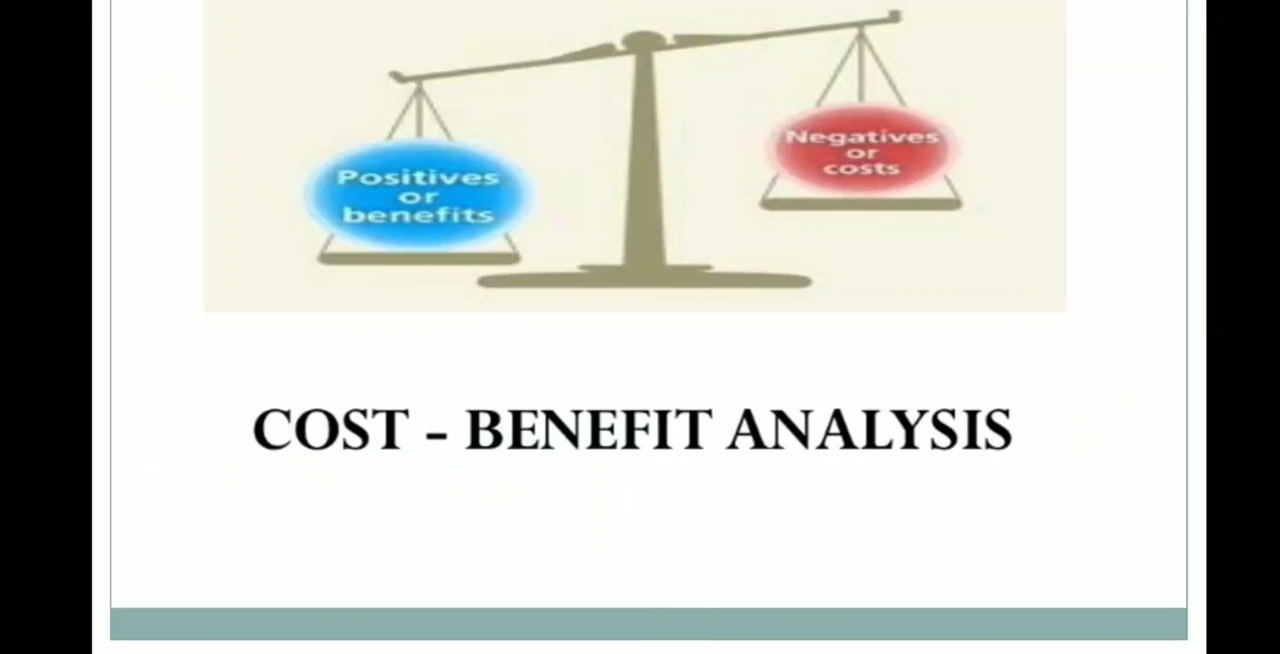 Positives
or
benefits
Negatives
or
costs
COST - BENEFIT ANALYSIS